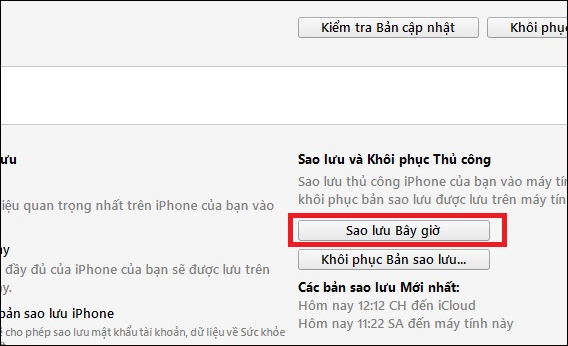 Kiểm tra Bản cập nhật
Khôi phục
ưu
Sao lưu và Khôi phục Thủ công
Sao lưu thủ công iPhone của bạn vào máy tín
liệu quan trọng nhất trên iPhone của bạn vào
khôi phục bản sao lưu được lưu trên máy tín
Sao lưu Bây giờ
ay
đầy đủ của iPhone của bạn sẽ được lưu trên
ay.
Khôi phục Bản sao lưu...
Các bản sao lưu Mới nhất:
Hôm nay 12:12 CH đến iCloud
Hôm nay 11:22 SA đến máy tính này
bản sao lưu iPhone
cho phép sao lưu mật khẩu tài khoản, dữ liệu về Sức khỏe